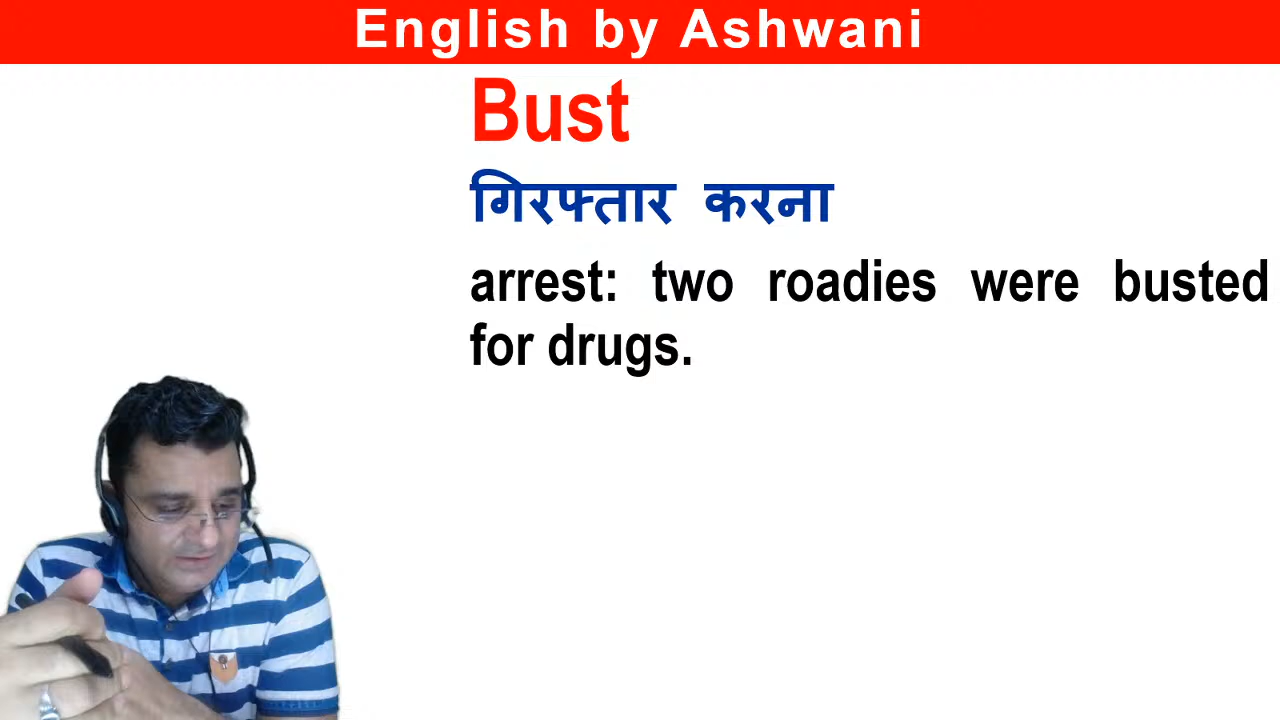 English by Ashwani
Bust
गिरफ्तार करना
arrest: two roadies were busted
for drugs.